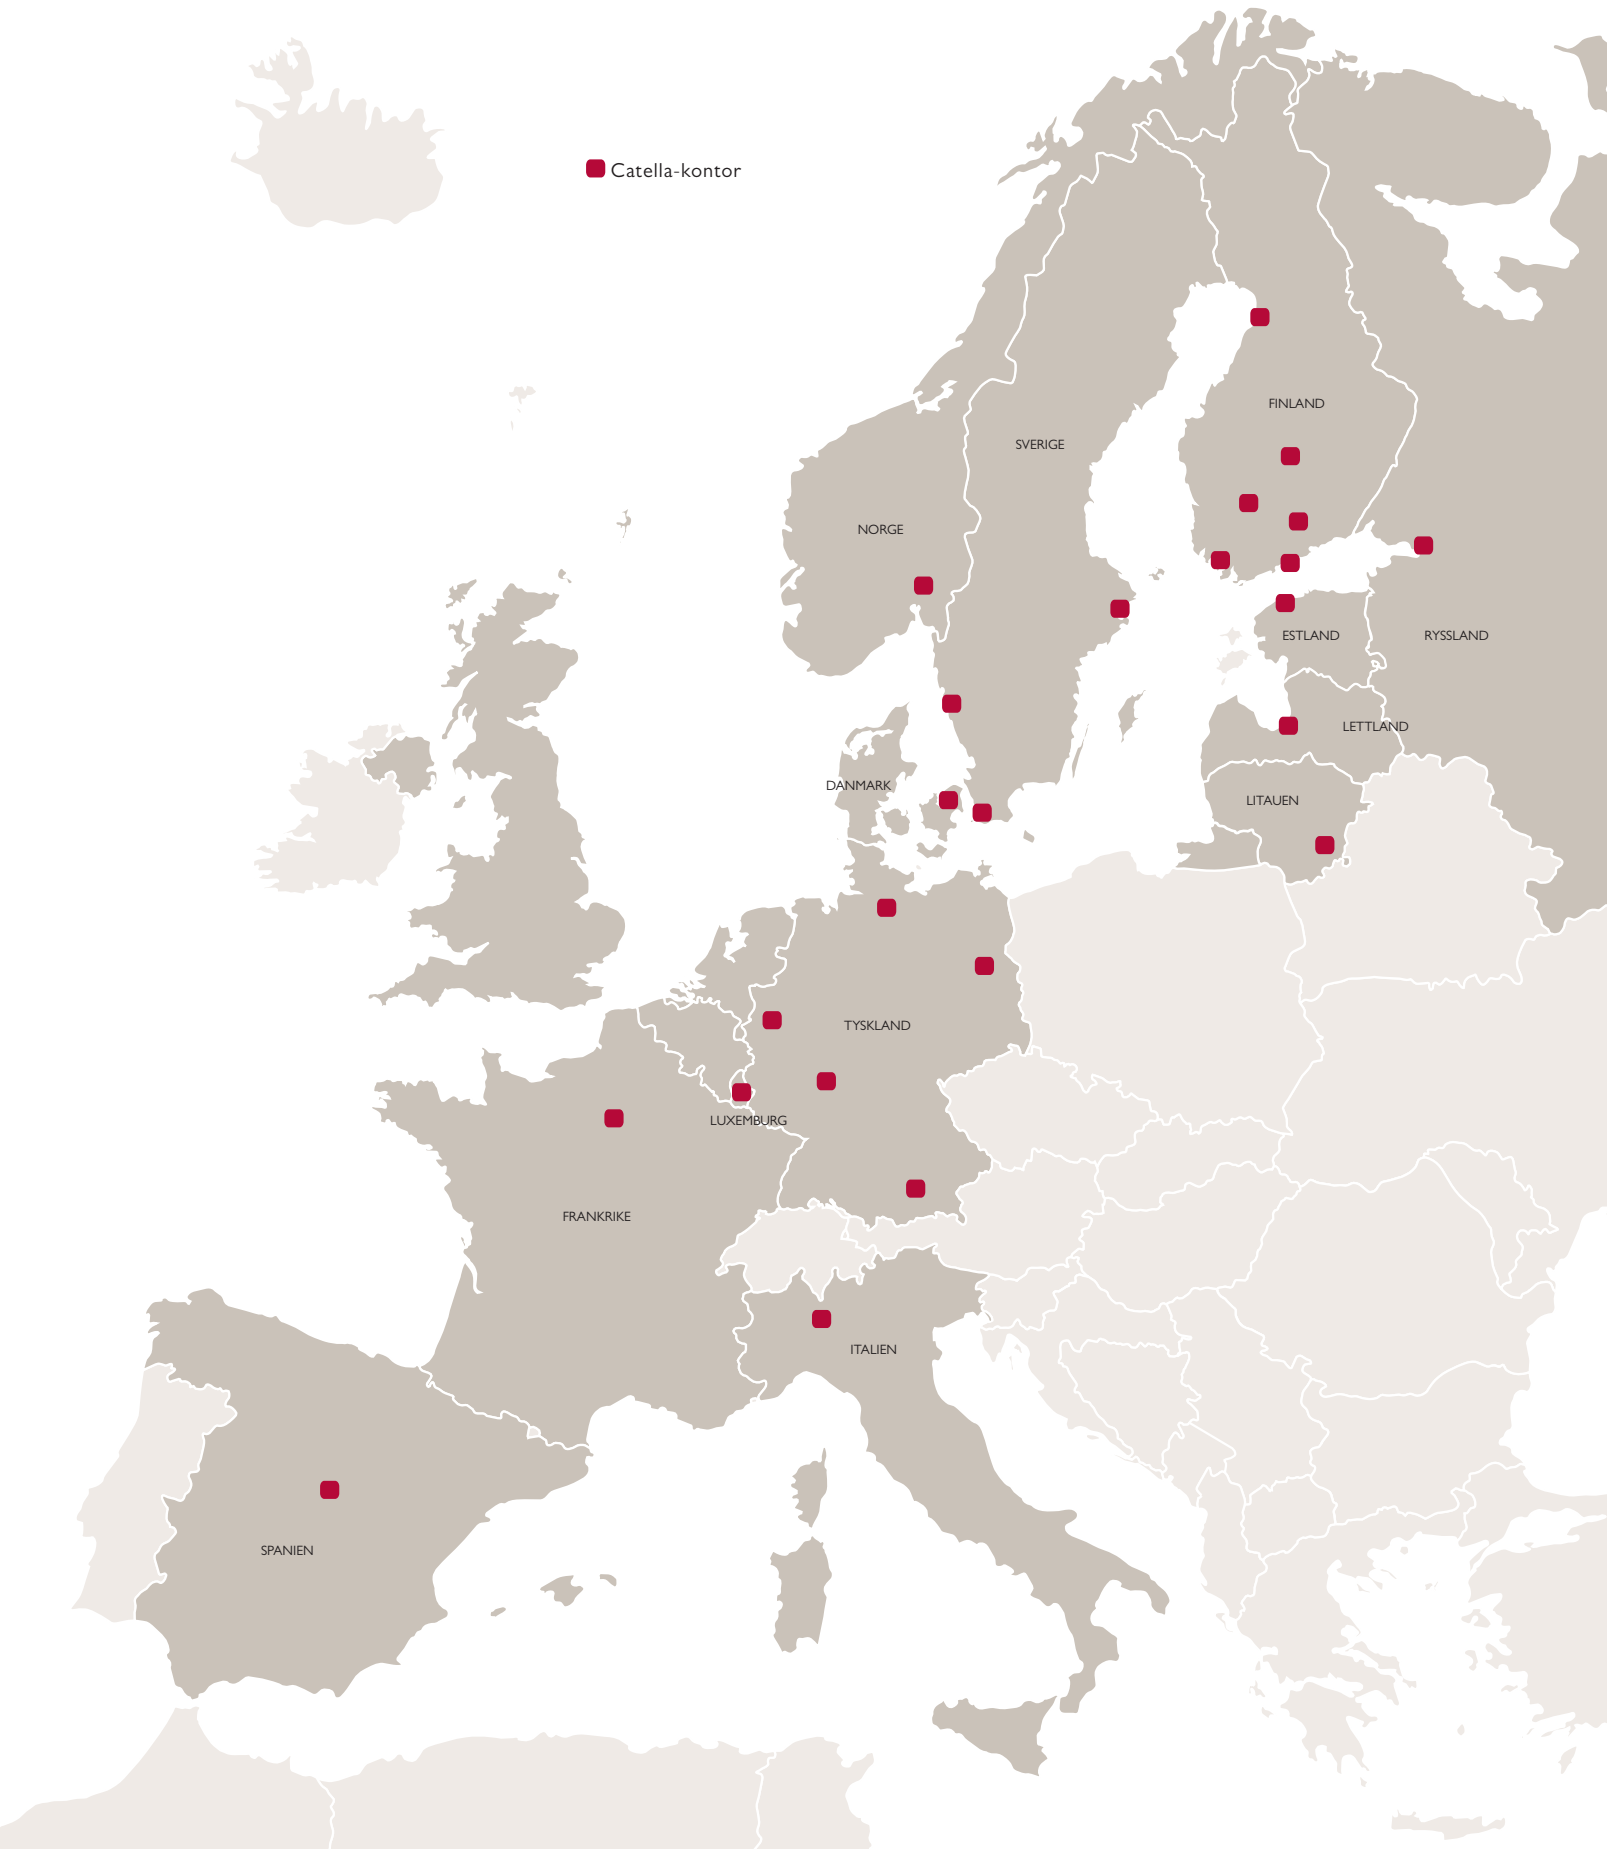 Catella-kontor
FINLAND
SVERIGE
NORGE
ESTLAND
RYSSLAND
LETTLAND
DANMARK
LITAUEN
TYSKLAND
LUXEMBURG
FRANKRIKE
ITALIEN
SPANIEN